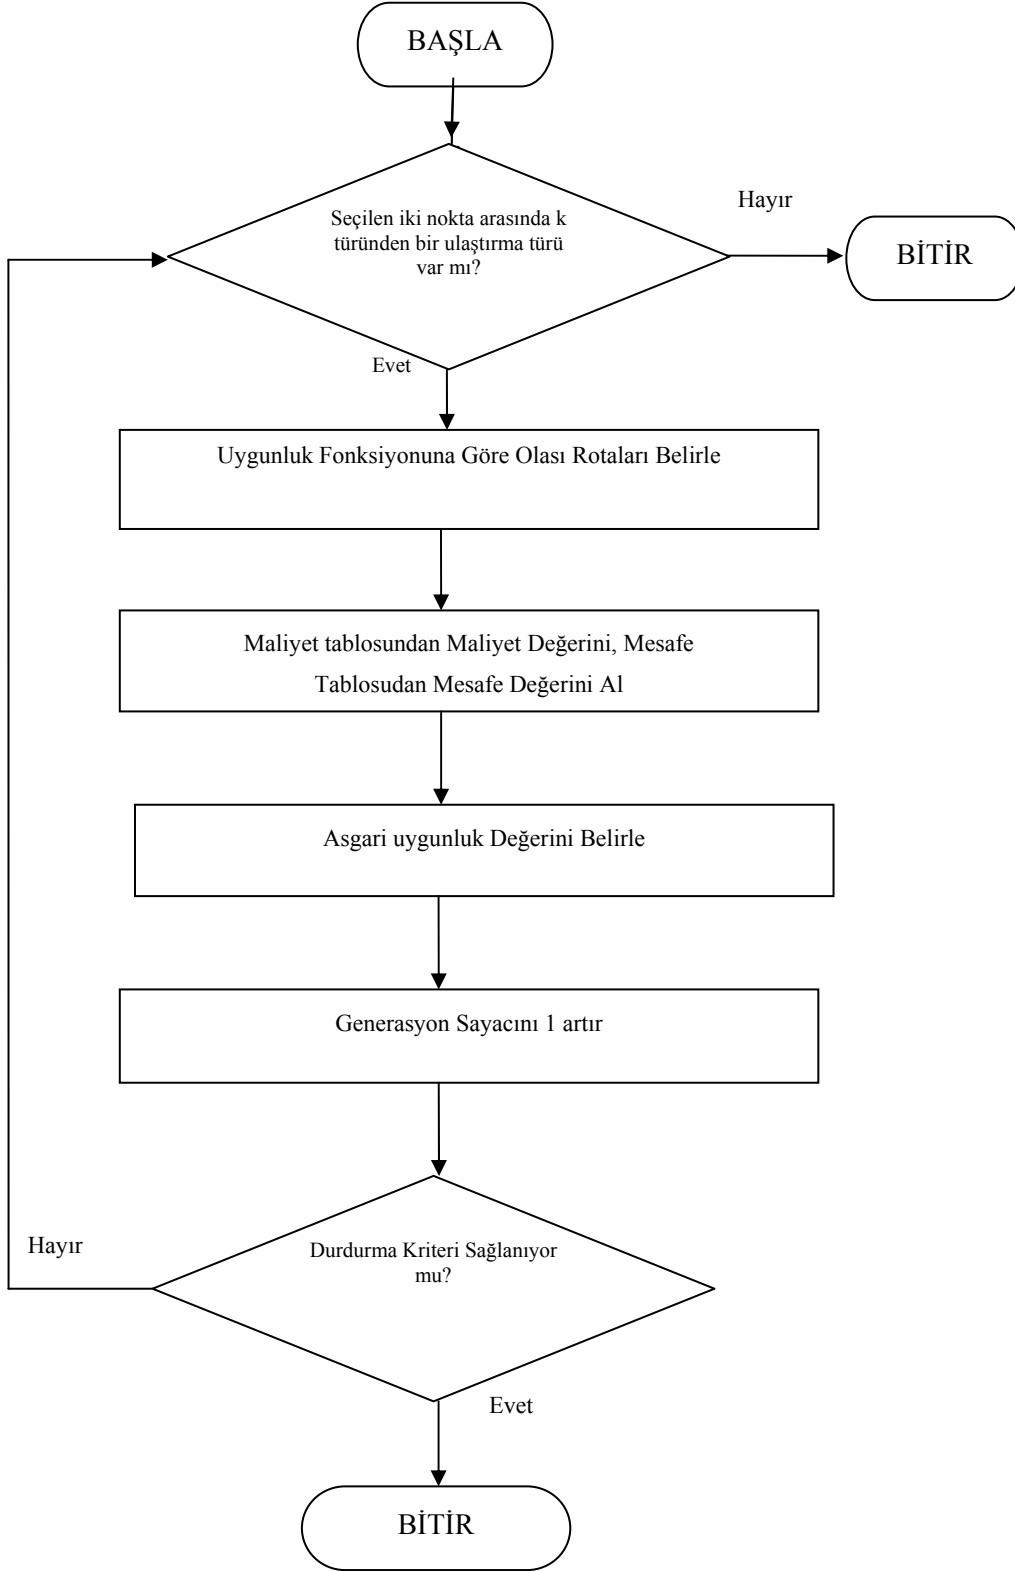 BAŞLA
Seçilen iki nokta arasında k
türünden bir ulaştırma türü
var mı?
Hayır
BİTİR
Evet
Uygunluk Fonksiyonuna Göre Olası Rotaları Belirle
Maliyet tablosundan Maliyet Değerini, Mesafe
Tablosudan Mesafe Değerini Al
Asgari uygunluk Değerini Belirle
Generasyon Sayacını 1 artır
Hayır
Durdurma Kriteri Sağlanıyor
mu?
Evet
BİTİR